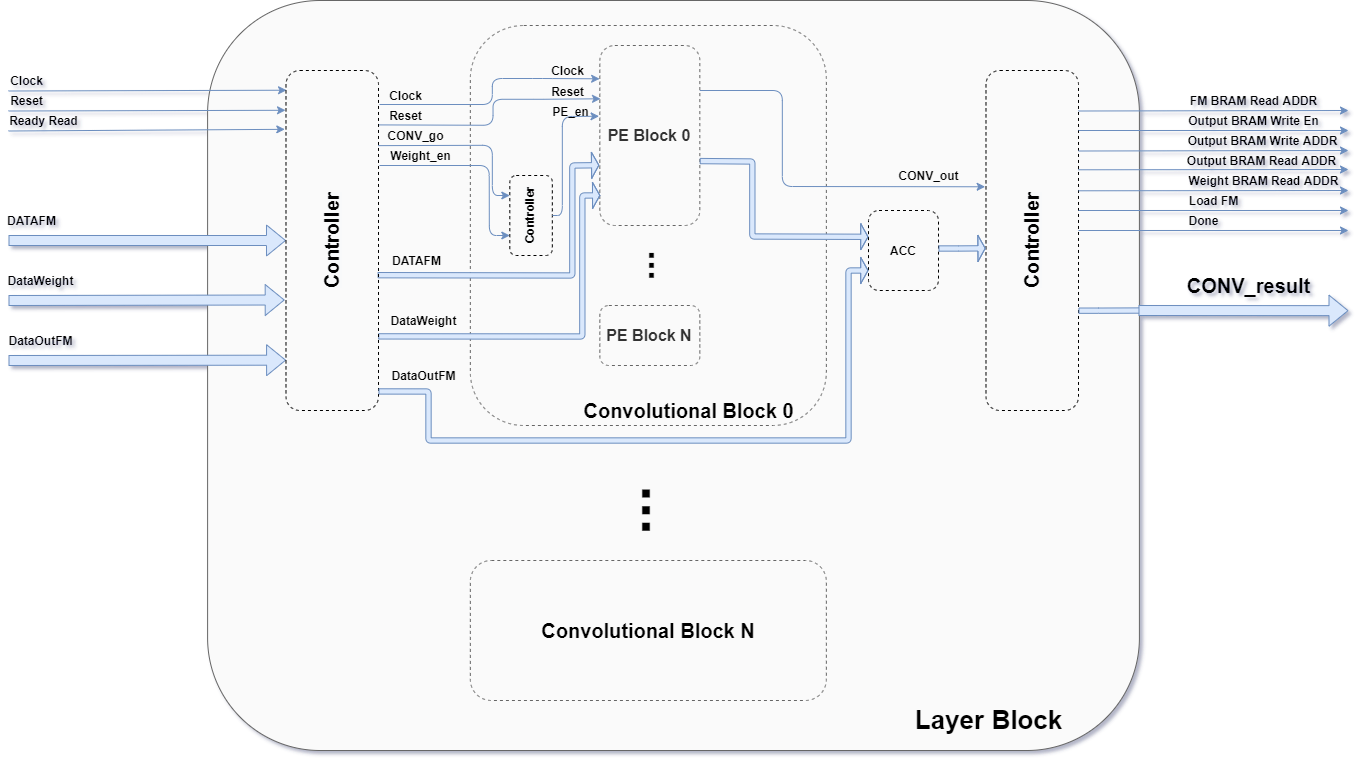 Clock
Reset
Ready Read
DATAFM
DataWeight
DataOutFM
Controller
Clock
Reset
CONV_go
Weight_en
DATAFM
DataWeight
DataOutFM
Controller
Clock
Reset
PE_en
PE Block 0
PE Block N
Convolutional Block 0
CONV_out
ACC
Controller
FM BRAM Read ADDR
Output BRAM Write En
Output BRAM Write ADDR
Output BRAM Read ADDR
Weight BRAM Read ADDR
Load FM
Done
CONV_result
Convolutional Block N
Layer Block